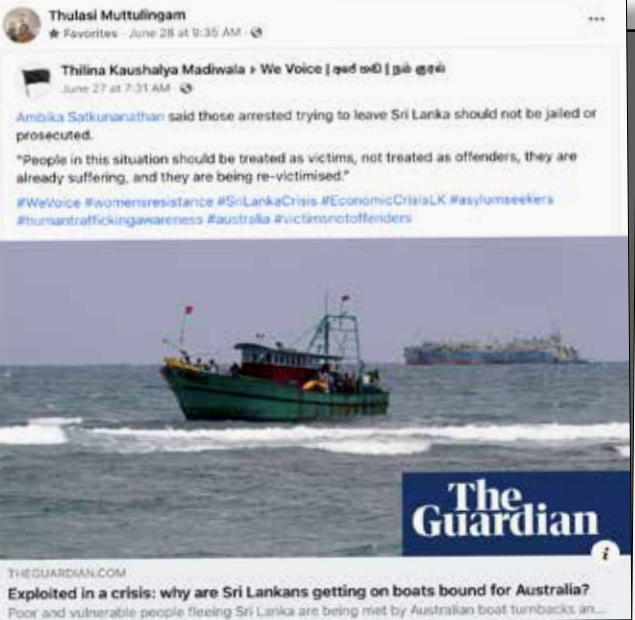 Thulasi Muttulingam
Favorites · June 28 at 9:35 AM ·
Thilina Kaushalya Madiwala ▸ We Voice | අපේ හඬ | நம் குரல்
June 27 at 7:31 AM ·
Ambika Satkunanathan said those arrested trying to leave Sri Lanka should not be jailed or
prosecuted.
"People in this situation should be treated as victims, not treated as offenders, they are
already suffering, and they are being re-victimised."
#WeVoice #womensresistance #SriLankaCrisis #EconomicCrisisLK #asylumseekers
#humantraffickingawareness #australia #victimsnotoffenders
The
Guardian
i
THEGUARDIAN.COM
Exploited in a crisis: why are Sri Lankans getting on boats bound for Australia?
Poor and vulnerable people fleeing Sri Lanka are being met by Australian boat turnbacks an...